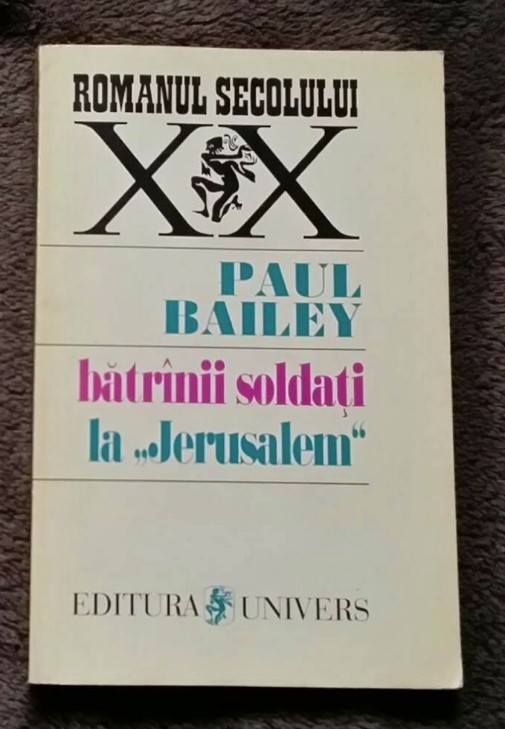 ROMANUL SECOLULUI
XX
PAUL
BAILEY
bătrînii soldați
la „Jerusalem“
EDITURA UNIVERS